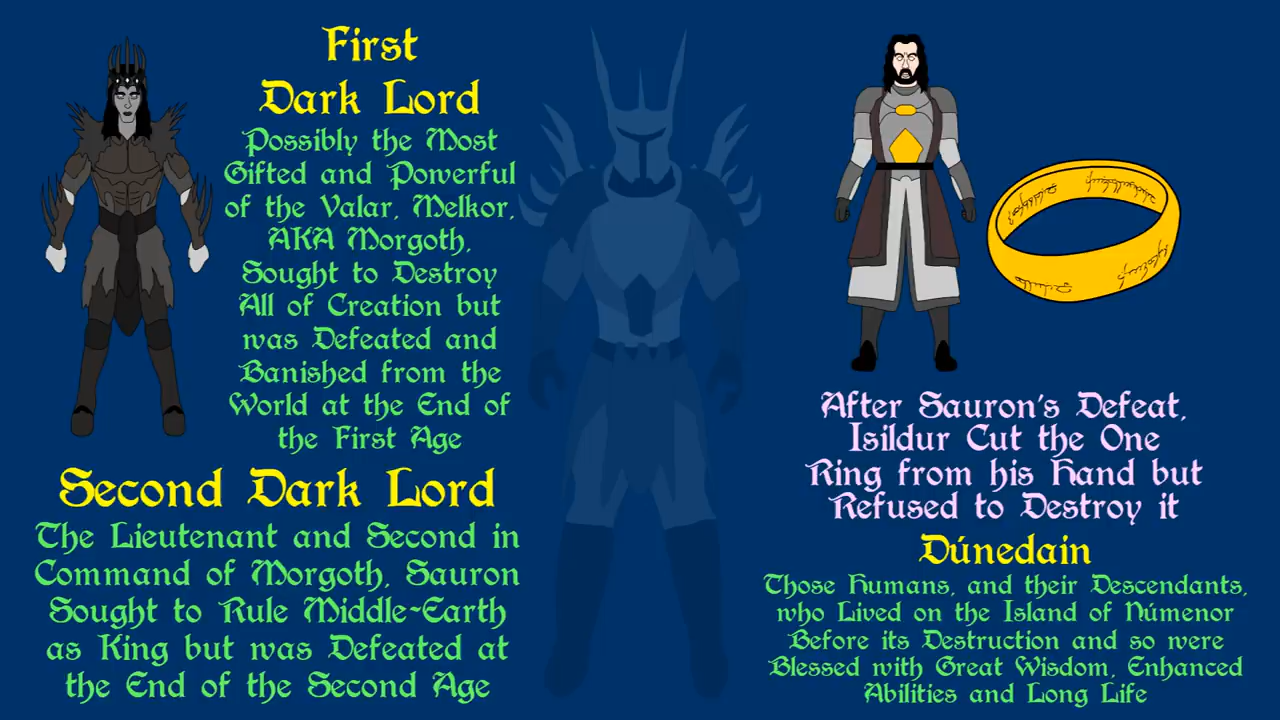 First
Dark Lord
Possibly the Most
Gifted and Powerful
of the Valar, Melkor,
AKA Morgoth,
Sought to Destroy
All of Creation but
was Defeated and
Banished from the
World at the End of
the First Age
Second Dark Lord
The Lieutenant and Second in
Command of Morgoth, Sauron
Sought to Rule Middle-Earth
as King but was Defeated at
the End of the Second Age
After Sauron's Defeat,
Isildur Cut the One
Ring from his Hand but
Refused to Destroy it
Dúnedain
Those Humans, and their Descendants,
who Lived on the Island of Númenor
Before its Destruction and so were
Blessed with Great Wisdom, Enhanced
Abilities and Long Life